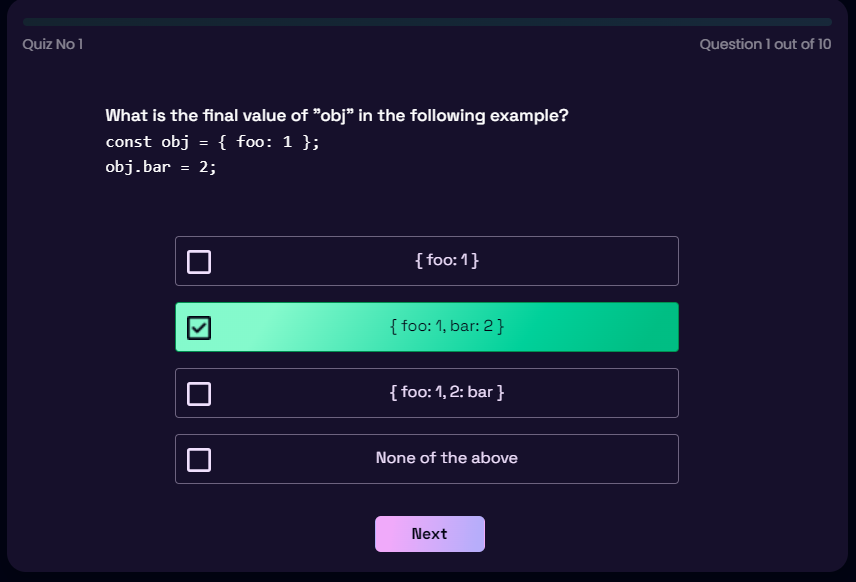 Quiz No 1
Question 1 out of 10
What is the final value of ”obj” in the following example?
const obj = { foo: 1 };
obj.bar = 2;
{ foo: 1 }
{ foo: 1, bar: 2 }
{ foo: 1, 2: bar }
None of the above
Next